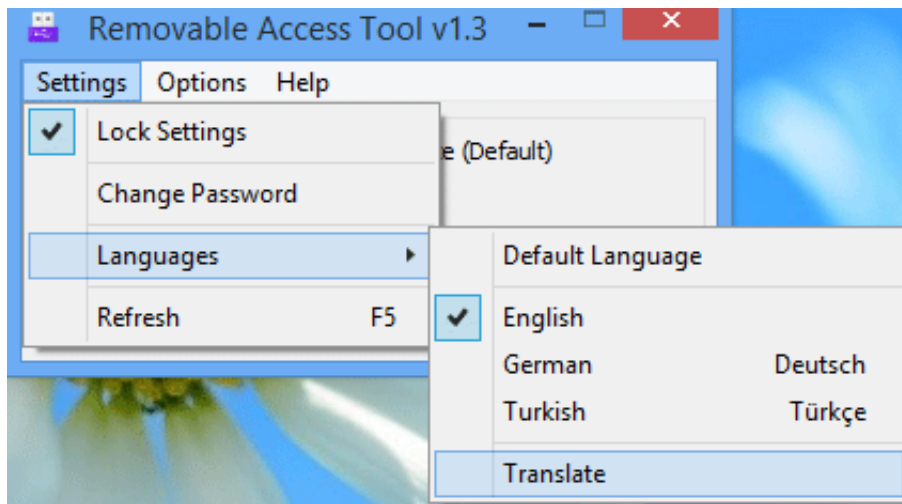 Removable Access Tool v1.3
Settings Options Help
Lock Settings
(Default)
Change Password
Languages
Default Language
Refresh F5
English
German Deutsch
Turkish Türkçe
Translate